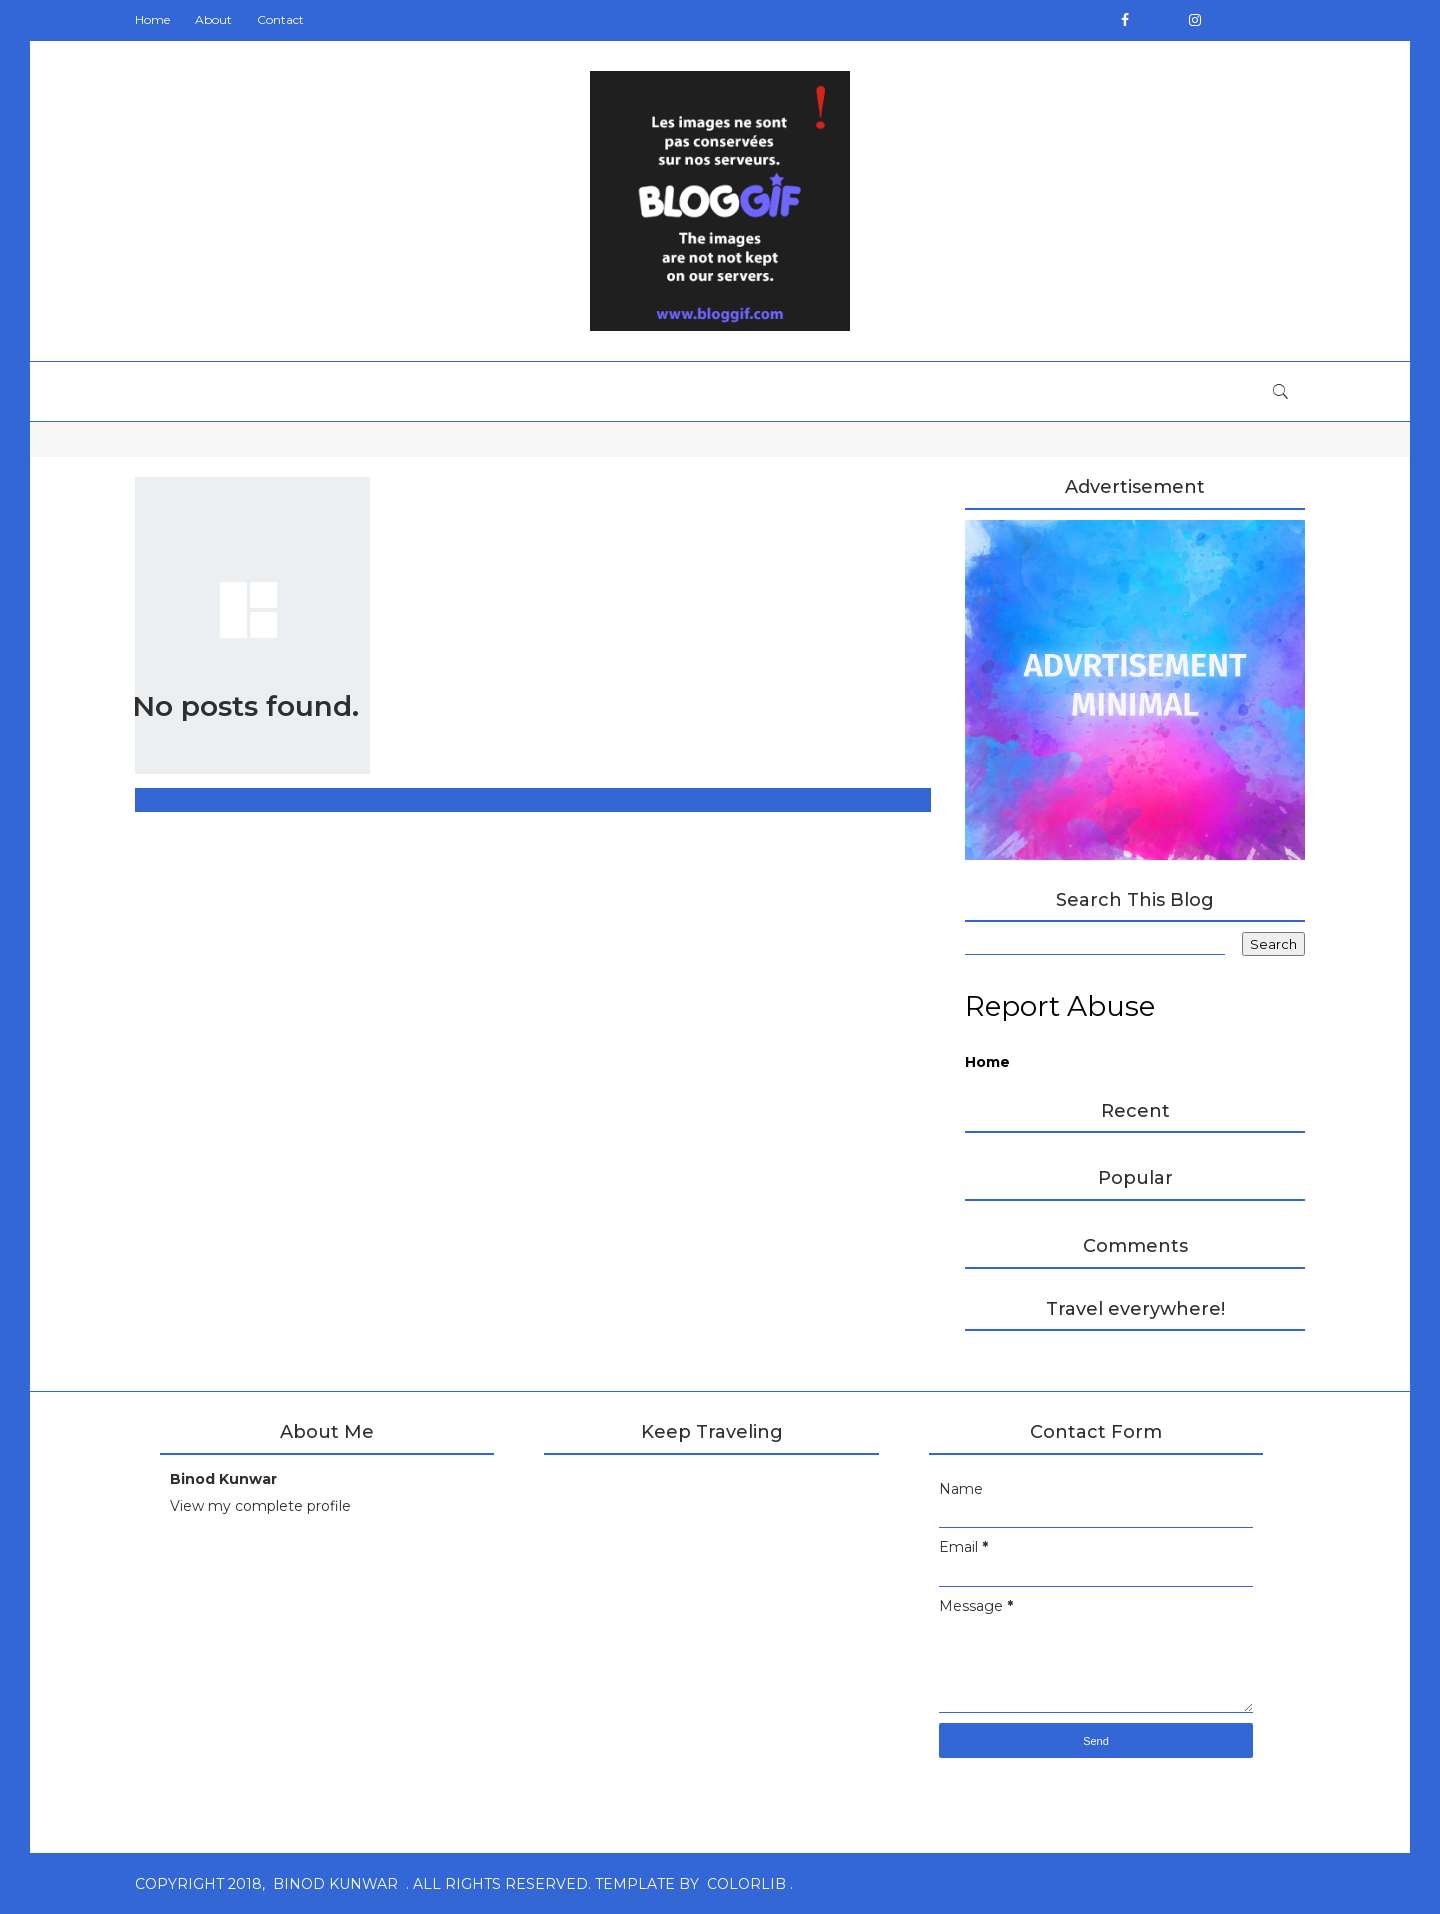 Home About Contact
Les images ne sont
pas conservées
sur nos serveurs.
BLOGGIF
The images
are not not kept
on our servers.
www.bloggif.com
No posts found.
Advertisement
ADVRTISEMENT
MINIMAL
Search This Blog
Search
Report Abuse
Home
Recent
Popular
Comments
Travel everywhere!
About Me
Binod Kunwar
View my complete profile
Keep Traveling
Contact Form
Name
Email *
Message *
Send
COPYRIGHT 2018, BINOD KUNWAR . ALL RIGHTS RESERVED. TEMPLATE BY COLORLIB .